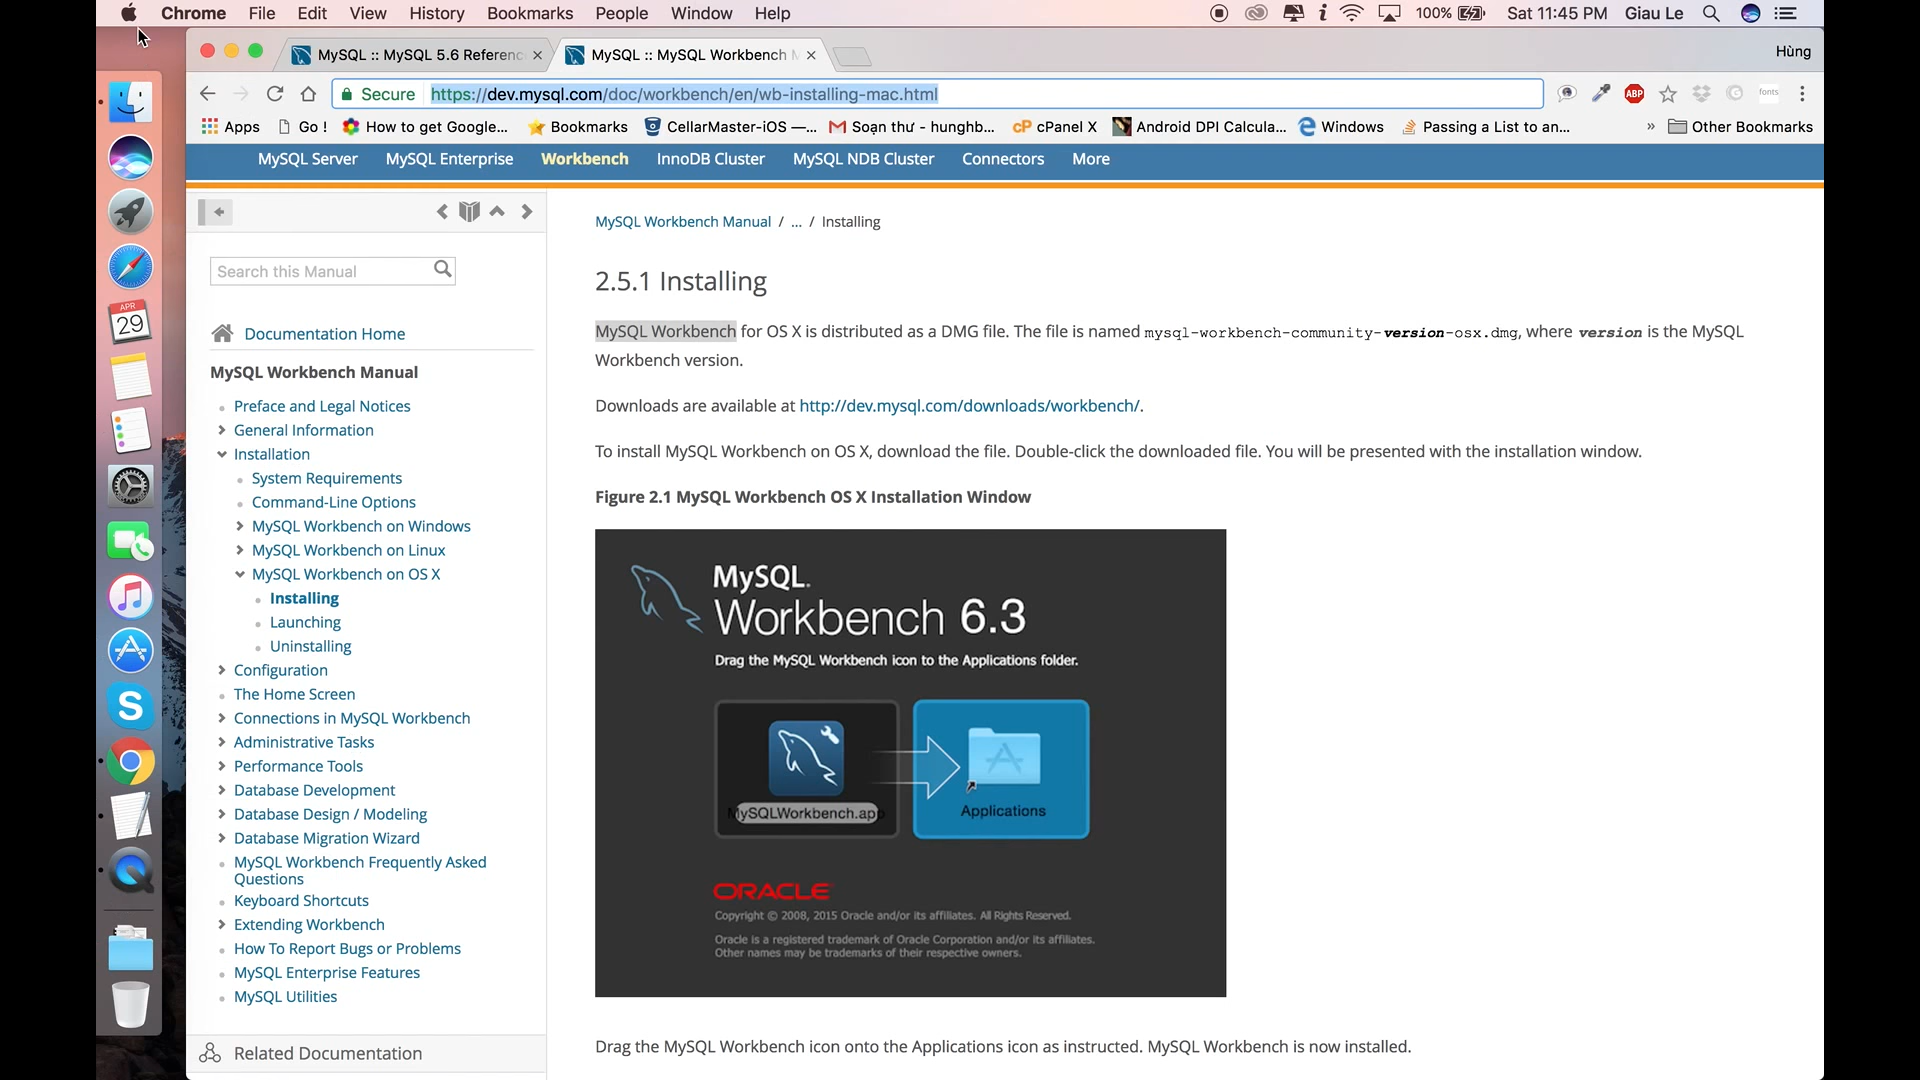 Chrome File Edit View History Bookmarks People Window Help 100% Sat 11:45 PM Giau Le
MySQL :: MySQL 5.6 Referenc
MySQL :: MySQL Workbench M
Hùng
Secure https://dev.mysql.com/doc/workbench/en/wb-installing-mac.html ABP fonts
Apps Go ! How to get Google... Bookmarks CellarMaster-iOS —... Soạn thư - hunghb... cP cPanel X Android DPI Calcula... Windows Passing a List to an... » Other Bookmarks
MySQL Server MySQL Enterprise Workbench InnoDB Cluster MySQL NDB Cluster Connectors More
Search this Manual
Documentation Home
MySQL Workbench Manual
Preface and Legal Notices
General Information
Installation
System Requirements
Command-Line Options
MySQL Workbench on Windows
MySQL Workbench on Linux
MySQL Workbench on OS X
Installing
Launching
Uninstalling
Configuration
The Home Screen
Connections in MySQL Workbench
Administrative Tasks
Performance Tools
Database Development
Database Design / Modeling
Database Migration Wizard
MySQL Workbench Frequently Asked
Questions
Keyboard Shortcuts
Extending Workbench
How To Report Bugs or Problems
MySQL Enterprise Features
MySQL Utilities
Related Documentation
MySQL Workbench Manual / ... / Installing
2.5.1 Installing
MySQL Workbench for OS X is distributed as a DMG file. The file is named mysql-workbench-community-version-osx.dmg, where version is the MySQL
Workbench version.
Downloads are available at http://dev.mysql.com/downloads/workbench/.
To install MySQL Workbench on OS X, download the file. Double-click the downloaded file. You will be presented with the installation window.
Figure 2.1 MySQL Workbench OS X Installation Window
MySQL.
Workbench 6.3
Drag the MySQL Workbench icon to the Applications folder.
MySQLWorkbench.app
Applications
ORACLE
Copyright © 2008, 2015 Oracle and/or its affiliates. All Rights Reserved.
Oracle is a registered trademark of Oracle Corporation and/or its affiliates.
Other names may be trademarks of their respective owners.
Drag the MySQL Workbench icon onto the Applications icon as instructed. MySQL Workbench is now installed.
APR
29